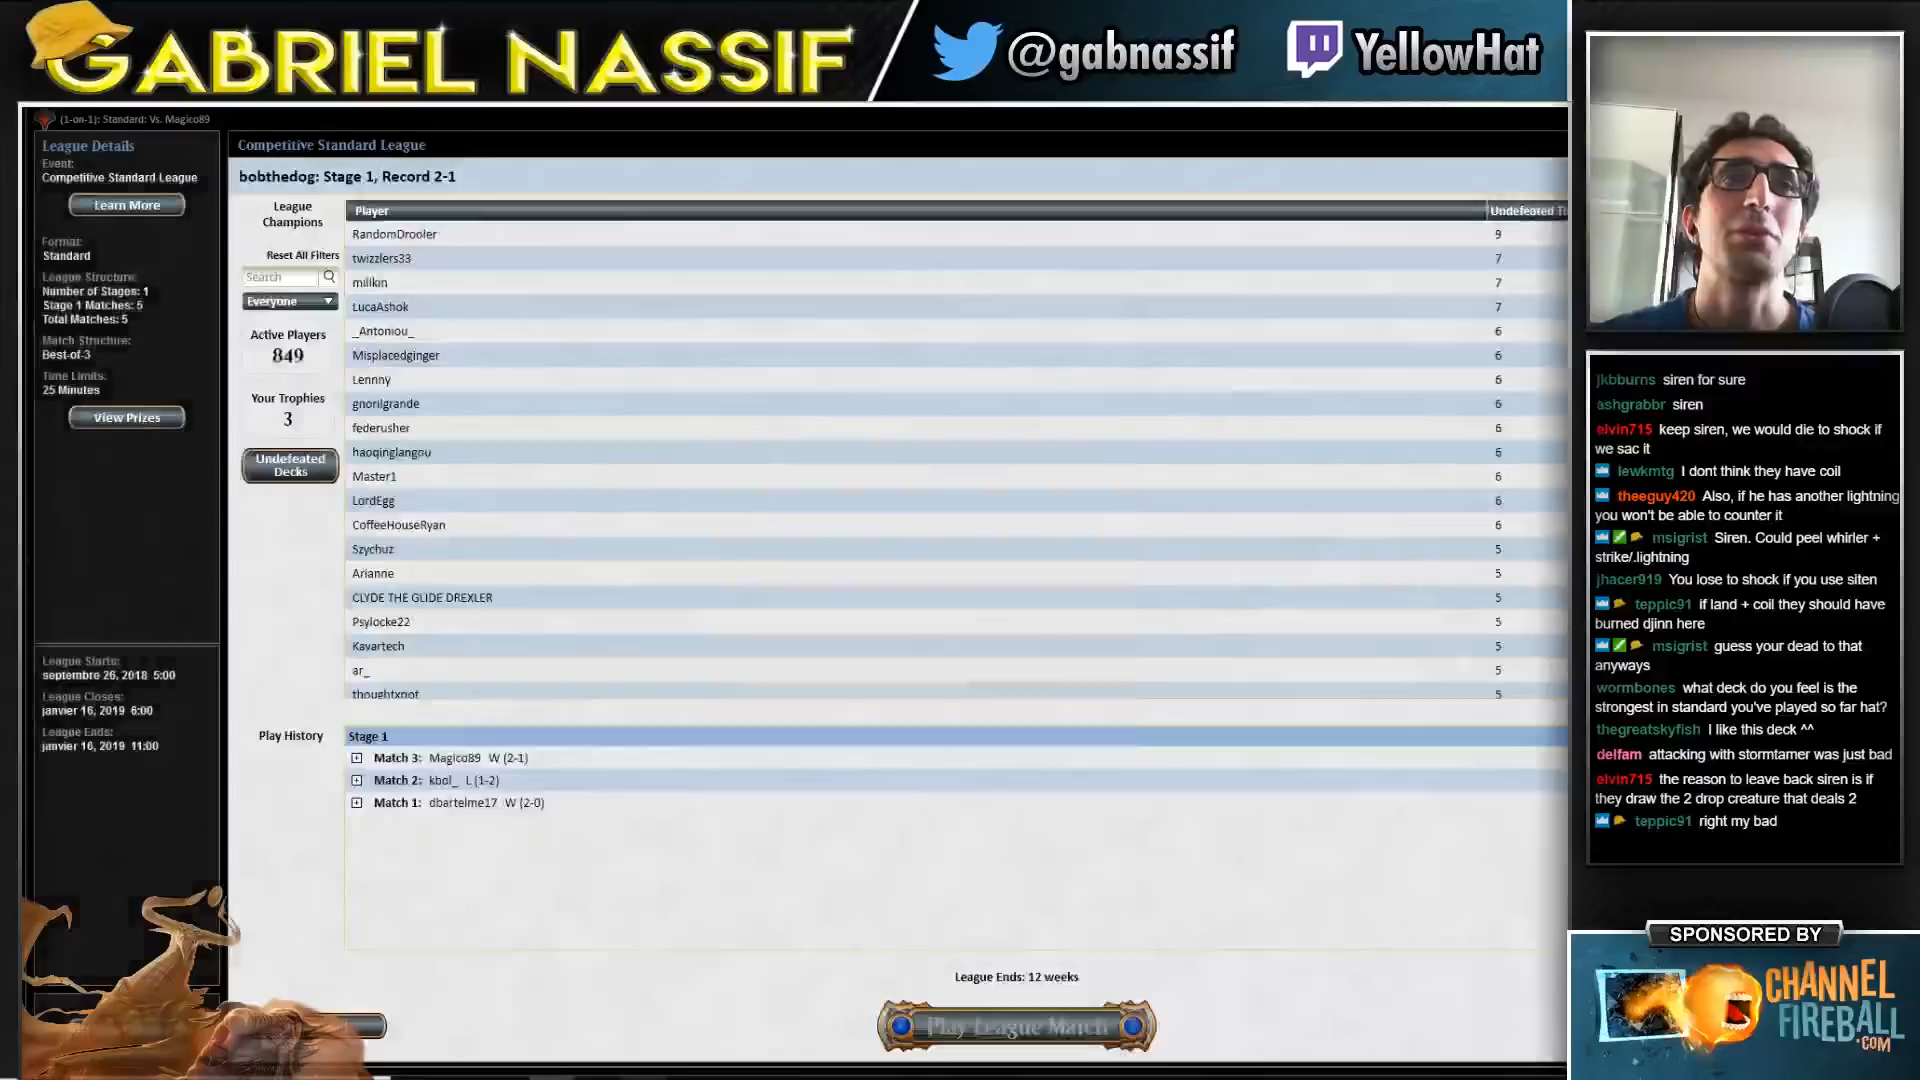 GABRIEL NASSIF
@gabnassif
YellowHat
(1-on-1): Standard: Vs. Magico89
League Details
Event:
Competitive Standard League
Learn More
Format:
Standard
League Structure:
Number of Stages: 1
Stage 1 Matches: 5
Total Matches: 5
Match Structure:
Best-of-3
Time Limits:
25 Minutes
View Prizes
League Starts:
septembre 26, 2018 5:00
League Closes:
janvier 16, 2019 6:00
League Ends:
janvier 16, 2019 11:00
Competitive Standard League
bobthedog: Stage 1, Record 2-1
League
Champions
Reset All Filters
Search
Everyone
Active Players
849
Your Trophies
3
Undefeated
Decks
Player Undefeated
RandomDrooler 9
twizzlers33 7
milikin 7
LucaAshok 7
_Antoniou_ 6
Misplacedginger 6
Lennny 6
gnorilgrande 6
federusher 6
haoqinglangou 6
Master1 6
LordEgg 6
CoffeeHouseRyan 6
Szychuz 5
Arianne 5
CLYDE THE GLIDE DREXLER 5
Psylocke22 5
Kavartech 5
ar_ 5
thoughtxriot 5
Play History
Stage 1
Match 3: Magico89 W (2-1)
Match 2: kbol_ L (1-2)
Match 1: dbartelme17 W (2-0)
League Ends: 12 weeks
Play League Match
jkbburns siren for sure
ashgrabbr siren
elvin715 keep siren, we would die to shock if
we sac it
lewkmtg I dont think they have coil
theeguy420 Also, if he has another lightning
you won't be able to counter it
msigrist Siren. Could peel whirler +
strike/.lightning
jhacer919 You lose to shock if you use siten
teppic91 if land + coil they should have
burned djinn here
msigrist guess your dead to that
anyways
wormbones what deck do you feel is the
strongest in standard you've played so far hat?
thegreatskyfish I like this deck ^^
delfam attacking with stormtamer was just bad
elvin715 the reason to leave back siren is if
they draw the 2 drop creature that deals 2
teppic91 right my bad
SPONSORED BY
CHANNEL
FIREBALL
.COM